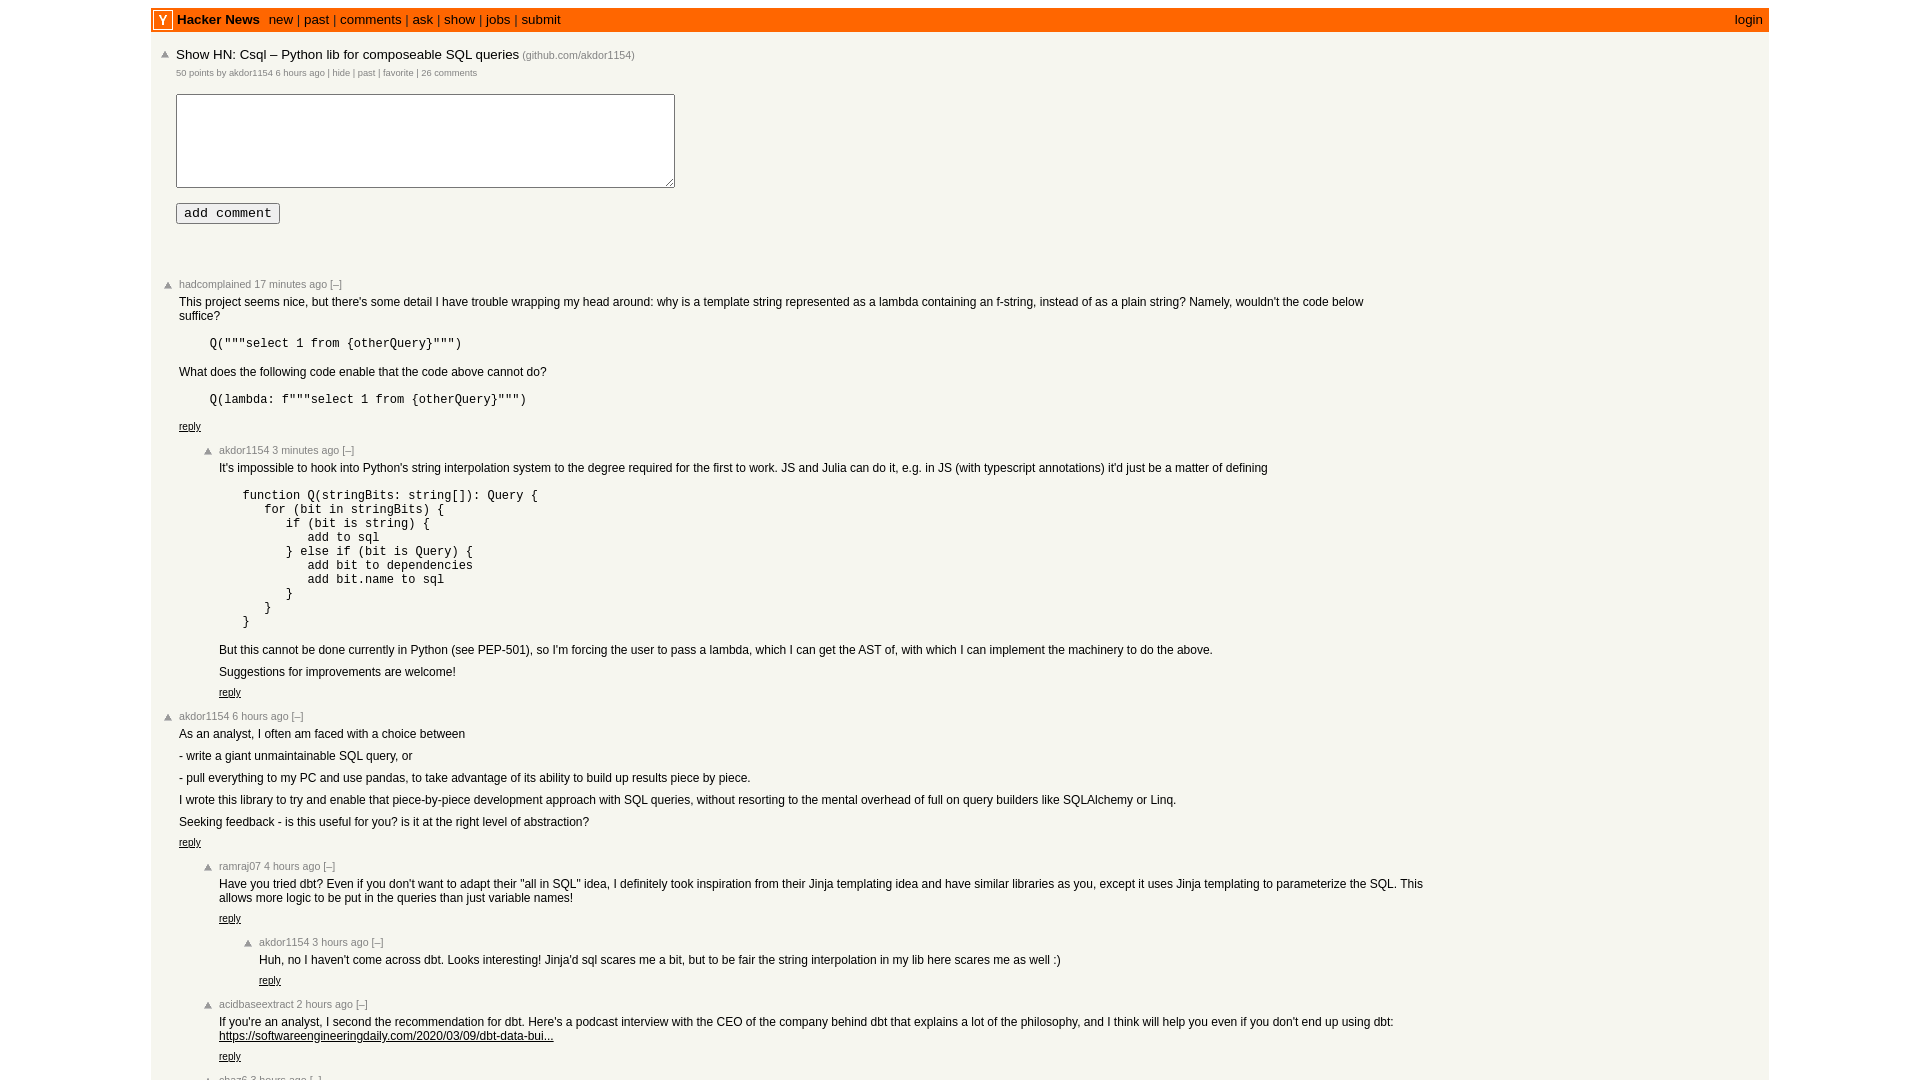 Y Hacker News new | past | comments | ask | show | jobs | submit login
Show HN: Csql – Python lib for composeable SQL queries (github.com/akdor1154)
50 points by akdor1154 6 hours ago | hide | past | favorite | 26 comments
add comment
hadcomplained 17 minutes ago [–]
This project seems nice, but there's some detail I have trouble wrapping my head around: why is a template string represented as a lambda containing an f-string, instead of as a plain string? Namely, wouldn't the code below
suffice?
Q("""select 1 from {otherQuery}""")
What does the following code enable that the code above cannot do?
Q(lambda: f"""select 1 from {otherQuery}""")
reply
akdor1154 3 minutes ago [–]
It's impossible to hook into Python's string interpolation system to the degree required for the first to work. JS and Julia can do it, e.g. in JS (with typescript annotations) it'd just be a matter of defining
function Q(stringBits: string[]): Query {
for (bit in stringBits) {
if (bit is string) {
add to sql
} else if (bit is Query) {
add bit to dependencies
add bit.name to sql
}
}
}
But this cannot be done currently in Python (see PEP-501), so I'm forcing the user to pass a lambda, which I can get the AST of, with which I can implement the machinery to do the above.
Suggestions for improvements are welcome!
reply
akdor1154 6 hours ago [–]
As an analyst, I often am faced with a choice between
- write a giant unmaintainable SQL query, or
- pull everything to my PC and use pandas, to take advantage of its ability to build up results piece by piece.
I wrote this library to try and enable that piece-by-piece development approach with SQL queries, without resorting to the mental overhead of full on query builders like SQLAlchemy or Linq.
Seeking feedback - is this useful for you? is it at the right level of abstraction?
reply
ramraj07 4 hours ago [–]
Have you tried dbt? Even if you don't want to adapt their "all in SQL" idea, I definitely took inspiration from their Jinja templating idea and have similar libraries as you, except it uses Jinja templating to parameterize the SQL. This
allows more logic to be put in the queries than just variable names!
reply
akdor1154 3 hours ago [–]
Huh, no I haven't come across dbt. Looks interesting! Jinja'd sql scares me a bit, but to be fair the string interpolation in my lib here scares me as well :)
reply
acidbaseextract 2 hours ago [–]
If you're an analyst, I second the recommendation for dbt. Here's a podcast interview with the CEO of the company behind dbt that explains a lot of the philosophy, and I think will help you even if you don't end up using dbt:
https://softwareengineeringdaily.com/2020/03/09/dbt-data-bui...
reply
chaz6 3 hours ago [–]